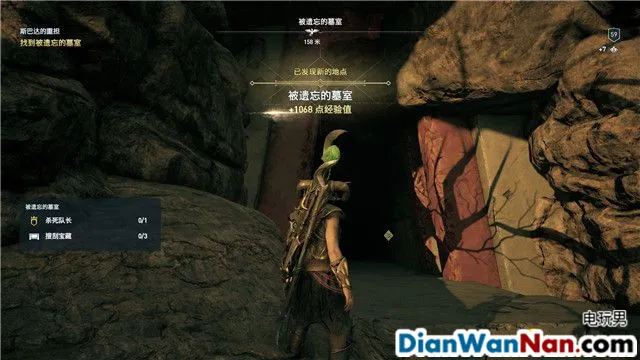 被遗忘的墓室
158 米
斯巴达的重担
找到被遗忘的墓室
59
+7
已发现新的地点
被遗忘的墓室
+1068 点经验值
被遗忘的墓室
杀死队长 0/1
搜刮宝藏 0/3
电玩男
DianWanNan.com